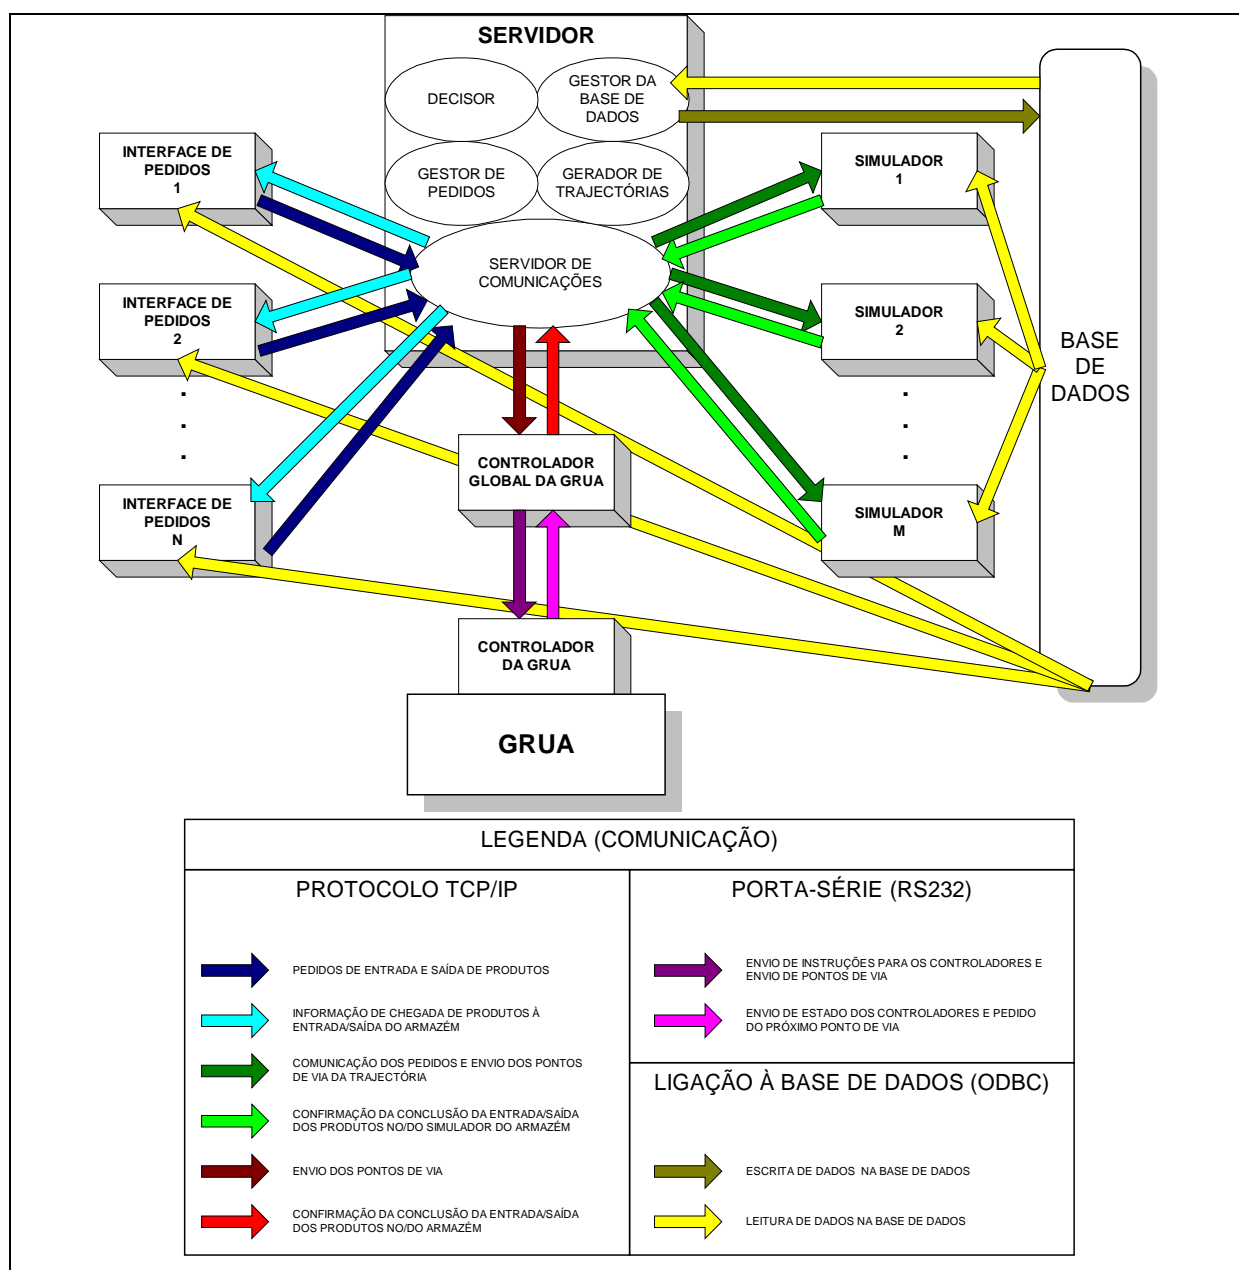 SERVIDOR
DECISOR
GESTOR DA
BASE DE
DADOS
GESTOR DE
PEDIDOS
GERADOR DE
TRAJECTÓRIAS
SERVIDOR DE
COMUNICAÇÕES
INTERFACE DE
PEDIDOS
1
INTERFACE DE
PEDIDOS
2
.
.
.
INTERFACE DE
PEDIDOS
N
SIMULADOR
1
SIMULADOR
2
.
.
.
SIMULADOR
M
BASE
DE
DADOS
CONTROLADOR
GLOBAL DA GRUA
CONTROLADOR
DA GRUA
GRUA
LEGENDA (COMUNICAÇÃO)
PROTOCOLO TCP/IP
PEDIDOS DE ENTRADA E SAÍDA DE PRODUTOS
INFORMAÇÃO DE CHEGADA DE PRODUTOS À
ENTRADA/SAÍDA DO ARMAZÉM
COMUNICAÇÃO DOS PEDIDOS E ENVIO DOS PONTOS
DE VIA DA TRAJECTÓRIA
CONFIRMAÇÃO DA CONCLUSÃO DA ENTRADA/SAÍDA
DOS PRODUTOS NO/DO SIMULADOR DO ARMAZÉM
ENVIO DOS PONTOS DE VIA
CONFIRMAÇÃO DA CONCLUSÃO DA ENTRADA/SAÍDA
DOS PRODUTOS NO/DO ARMAZÉM
PORTA-SÉRIE (RS232)
ENVIO DE INSTRUÇÕES PARA OS CONTROLADORES E
ENVIO DE PONTOS DE VIA
ENVIO DE ESTADO DOS CONTROLADORES E PEDIDO
DO PRÓXIMO PONTO DE VIA
LIGAÇÃO À BASE DE DADOS (ODBC)
ESCRITA DE DADOS NA BASE DE DADOS
LEITURA DE DADOS NA BASE DE DADOS